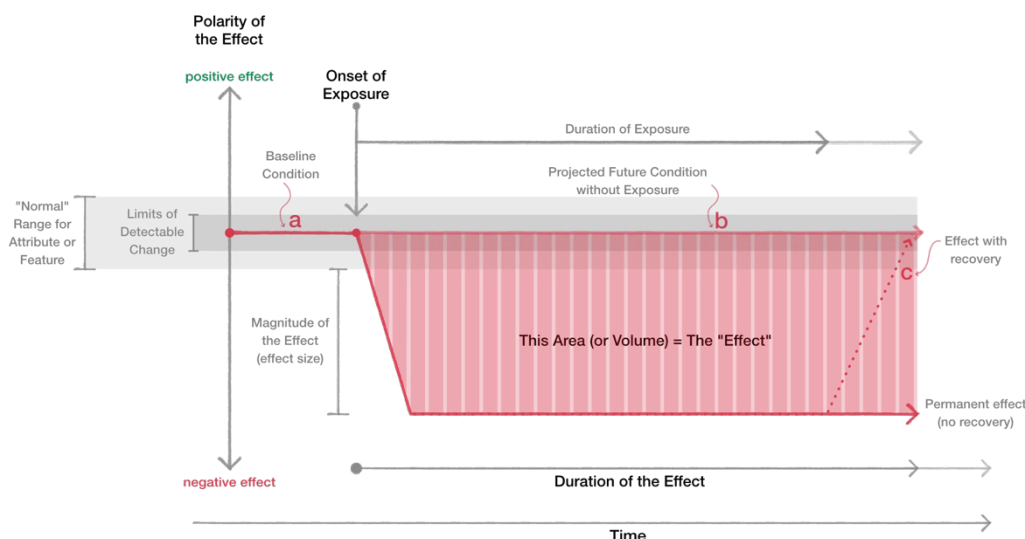 Polarity of
the Effect
positive effect
Onset of
Exposure
Duration of Exposure
Baseline
Condition
Projected Future Condition
without Exposure
"Normal"
Range for
Attribute or
Feature
Limits of
Detectable
Change
a
b
Effect with
recovery
c
Magnitude of
the Effect
(effect size)
This Area (or Volume) = The "Effect"
Permanent effect
(no recovery)
negative effect
Duration of the Effect
Time